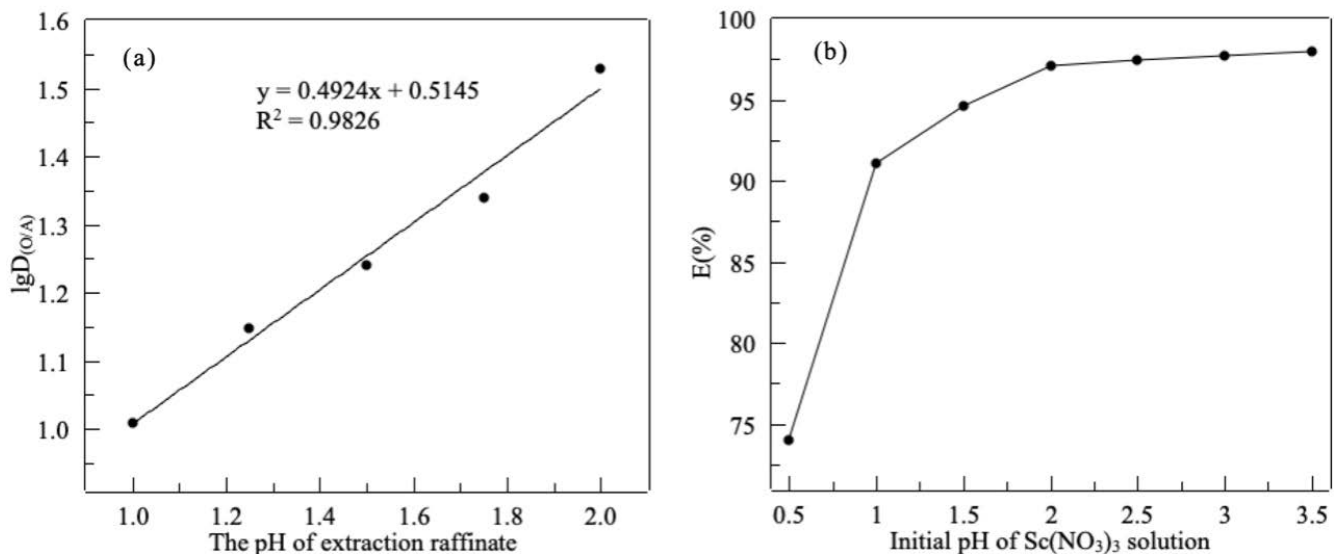 (a)
y = 0.4924x + 0.5145
R² = 0.9826
lgD(O/A)
1.6
1.5
1.4
1.3
1.2
1.1
1.0
1.0 1.2 1.4 1.6 1.8 2.0
The pH of extraction raffinate
(b)
E(%)
100
95
90
85
80
75
0.5 1 1.5 2 2.5 3 3.5
Initial pH of Sc(NO₃)₃ solution